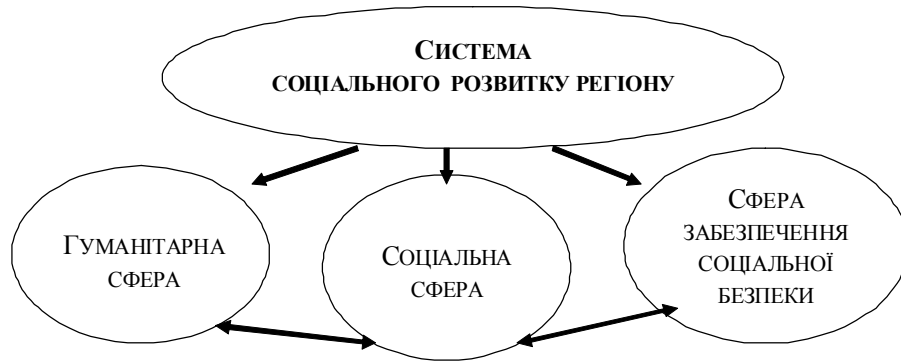 СИСТЕМА
СОЦІАЛЬНОГО РОЗВИТКУ РЕГІОНУ
ГУМАНІТАРНА
СФЕРА
СОЦІАЛЬНА
СФЕРА
СФЕРА
ЗАБЕЗПЕЧЕННЯ
СОЦІАЛЬНОЇ
БЕЗПЕКИ